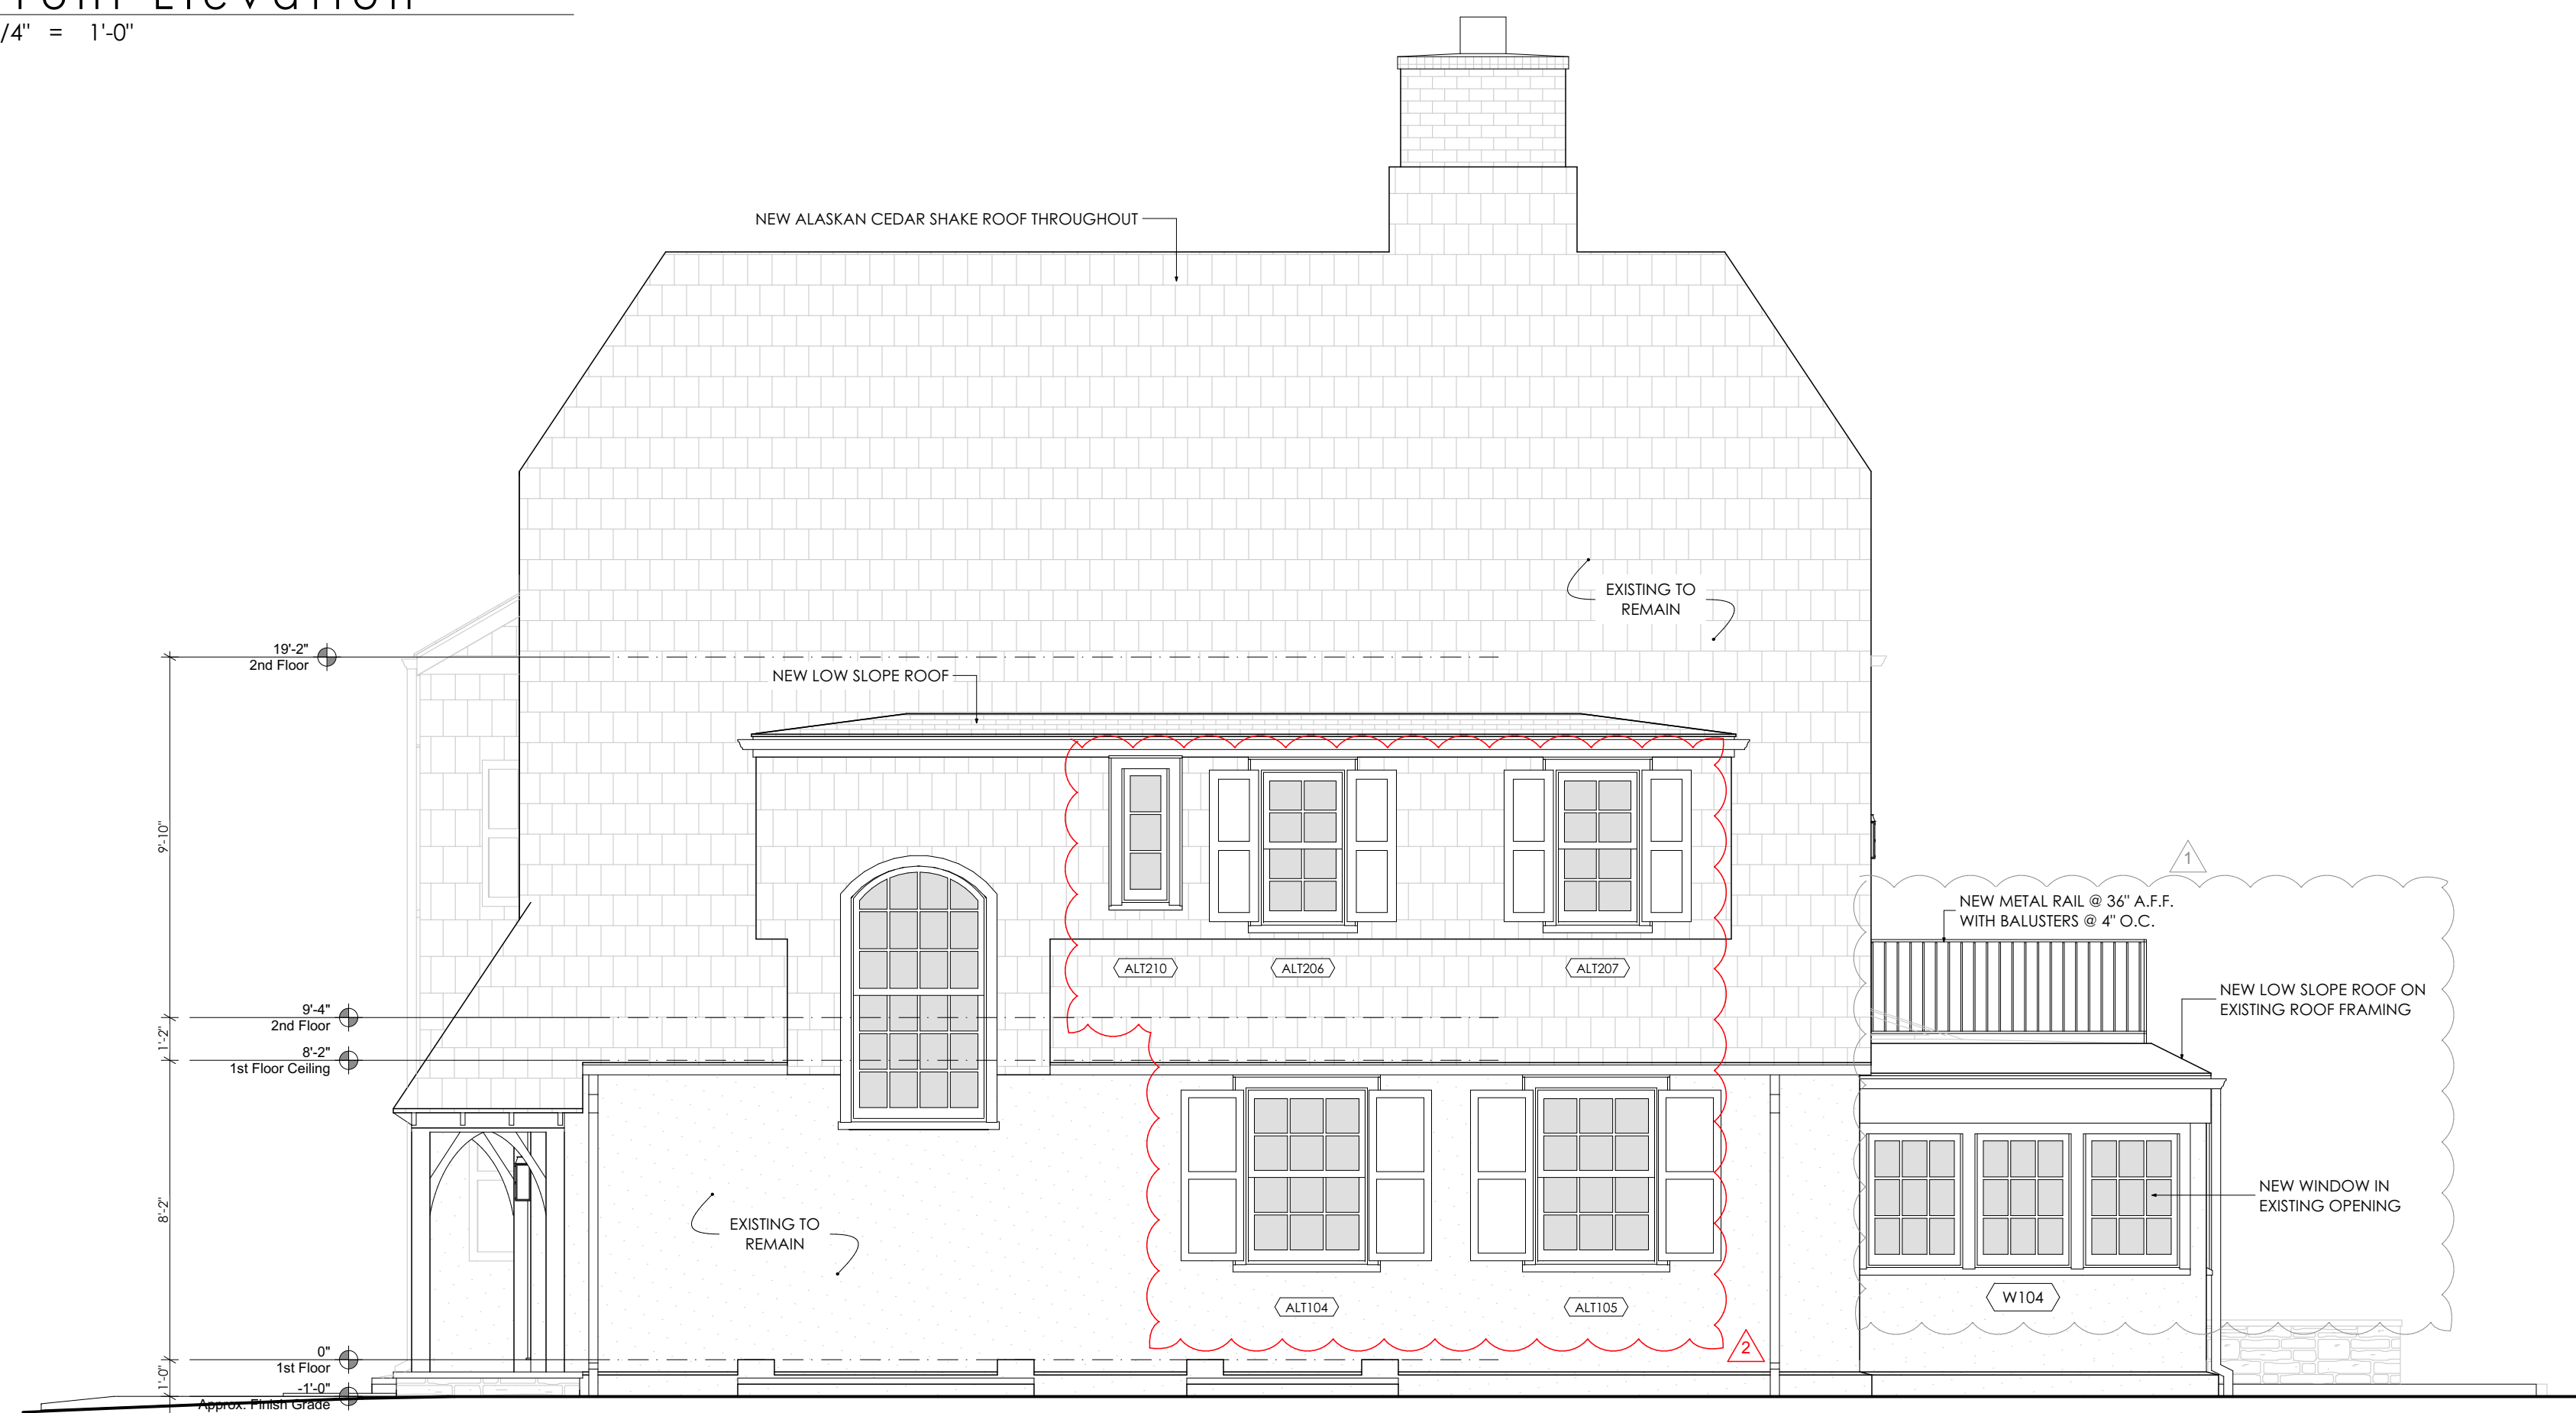 Elevation
/4" = 1'-0"
NEW ALASKAN CEDAR SHAKE ROOF THROUGHOUT
EXISTING TO
REMAIN
19'-2"
2nd Floor
NEW LOW SLOPE ROOF
9'-10"
1
NEW METAL RAIL @ 36" A.F.F.
WITH BALUSTERS @ 4" O.C.
ALT210
ALT206
ALT207
NEW LOW SLOPE ROOF ON
EXISTING ROOF FRAMING
9'-4"
2nd Floor
1'-2"
8'-2"
1st Floor Ceiling
NEW WINDOW IN
EXISTING OPENING
8'-2"
EXISTING TO
REMAIN
W104
ALT104
ALT105
2
0"
1st Floor
1'-0"
-1'-0"
Approx. Finish Grade